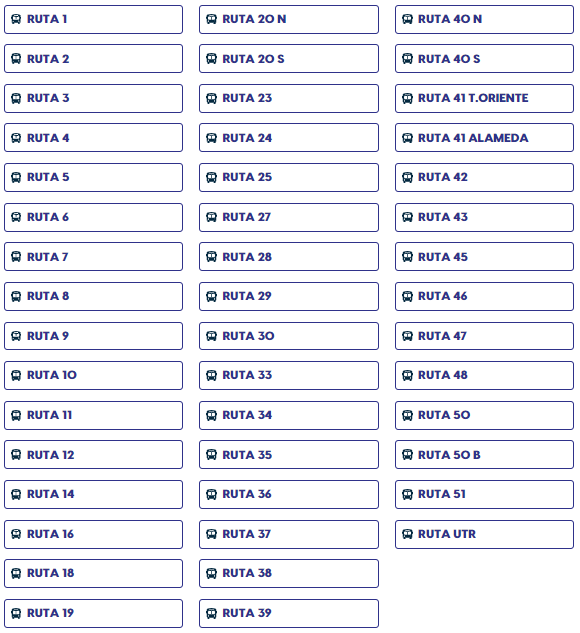 RUTA 1
RUTA 2
RUTA 3
RUTA 4
RUTA 5
RUTA 6
RUTA 7
RUTA 8
RUTA 9
RUTA 10
RUTA 11
RUTA 12
RUTA 14
RUTA 16
RUTA 18
RUTA 19
RUTA 20 N
RUTA 20 S
RUTA 23
RUTA 24
RUTA 25
RUTA 27
RUTA 28
RUTA 29
RUTA 30
RUTA 33
RUTA 34
RUTA 35
RUTA 36
RUTA 37
RUTA 38
RUTA 39
RUTA 40 N
RUTA 40 S
RUTA 41 T.ORIENTE
RUTA 41 ALAMEDA
RUTA 42
RUTA 43
RUTA 45
RUTA 46
RUTA 47
RUTA 48
RUTA 50
RUTA 50 B
RUTA 51
RUTA UTR